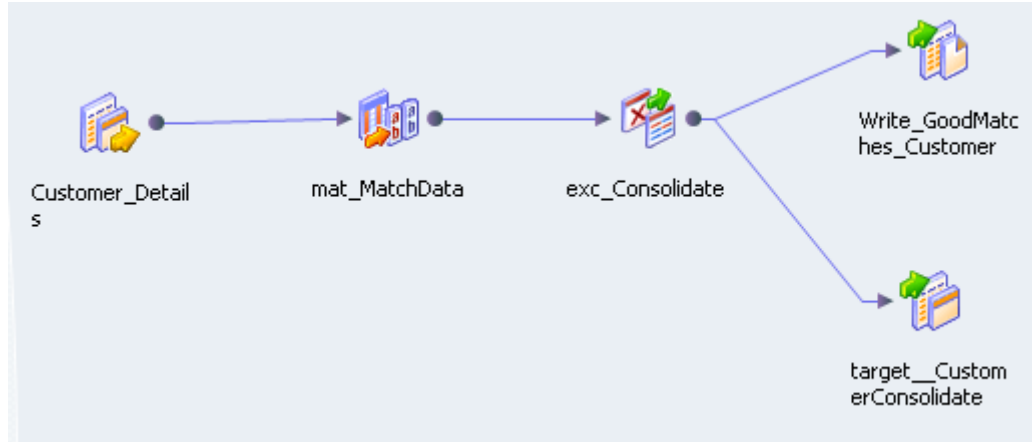 Customer_Detail
s
mat_MatchData
exc_Consolidate
Write_GoodMatc
hes_Customer
target__Custom
erConsolidate